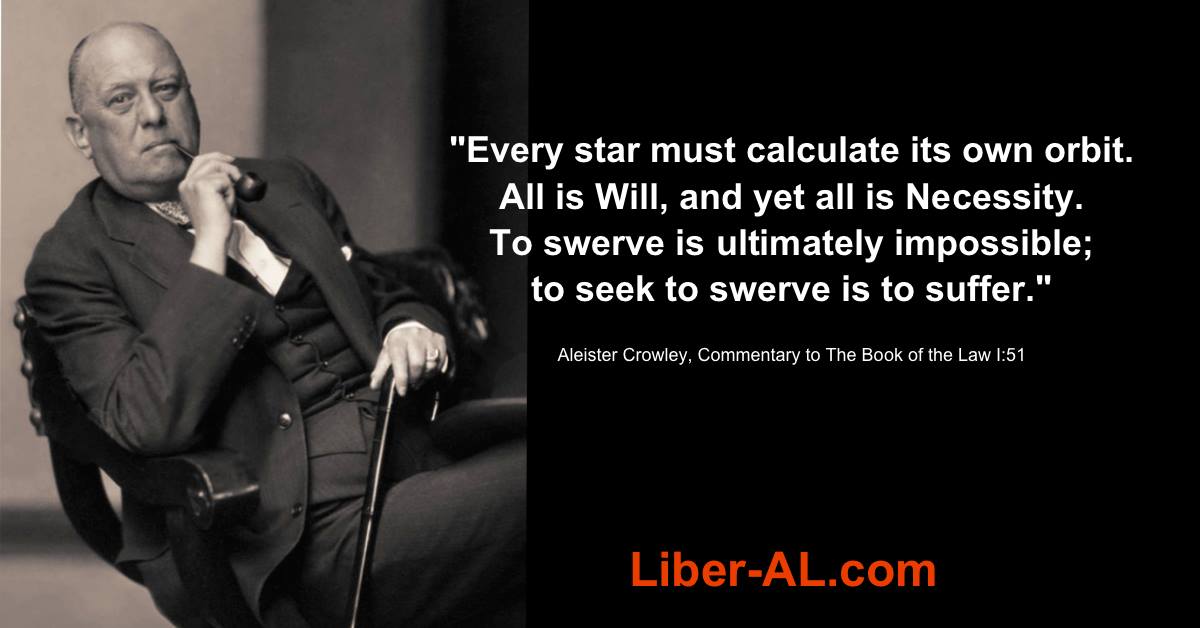 "Every star must calculate its own orbit.
All is Will, and yet all is Necessity.
To swerve is ultimately impossible;
to seek to swerve is to suffer."
Aleister Crowley, Commentary to The Book of the Law I:51
Liber-AL.com